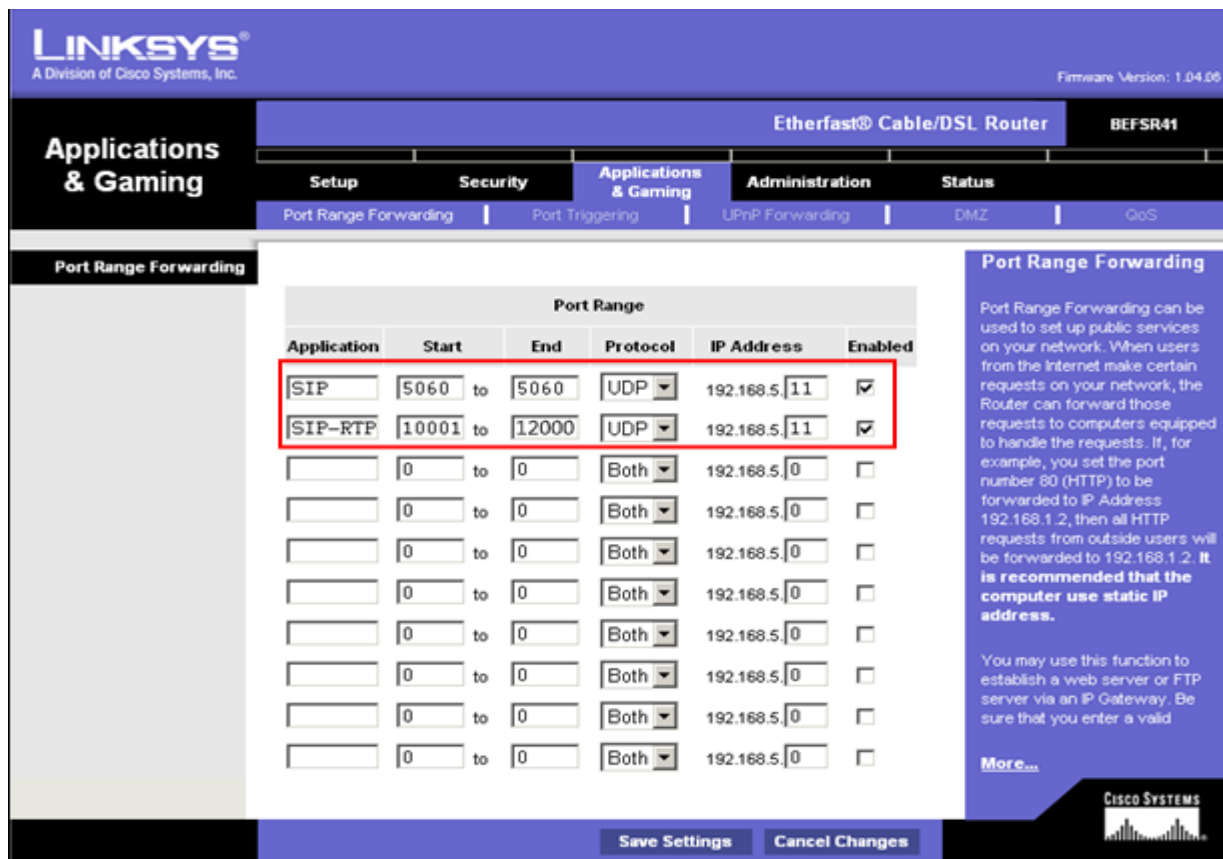 LINKSYS®
A Division of Cisco Systems, Inc.
Firmware Version: 1.04.06
Etherfast® Cable/DSL Router BEFSR41
Applications
& Gaming
Setup Security Applications & Gaming Administration Status
Port Range Forwarding Port Triggering UPnP Forwarding DMZ QoS
Port Range Forwarding
Port Range
Application Start End Protocol IP Address Enabled
SIP 5060 to 5060 UDP 192.168.5. 11
SIP-RTP 10001 to 12000 UDP 192.168.5. 11
0 to 0 Both 192.168.5. 0
0 to 0 Both 192.168.5. 0
0 to 0 Both 192.168.5. 0
0 to 0 Both 192.168.5. 0
0 to 0 Both 192.168.5. 0
0 to 0 Both 192.168.5. 0
0 to 0 Both 192.168.5. 0
0 to 0 Both 192.168.5. 0
Port Range Forwarding
Port Range Forwarding can be
used to set up public services
on your network. When users
from the Internet make certain
requests on your network, the
Router can forward those
requests to computers equipped
to handle the requests. If, for
example, you set the port
number 80 (HTTP) to be
forwarded to IP Address
192.168.1.2, then all HTTP
requests from outside users will
be forwarded to 192.168.1.2. It
is recommended that the
computer use static IP
address.
You may use this function to
establish a web server or FTP
server via an IP Gateway. Be
sure that you enter a valid
More...
Save Settings Cancel Changes
CISCO SYSTEMS